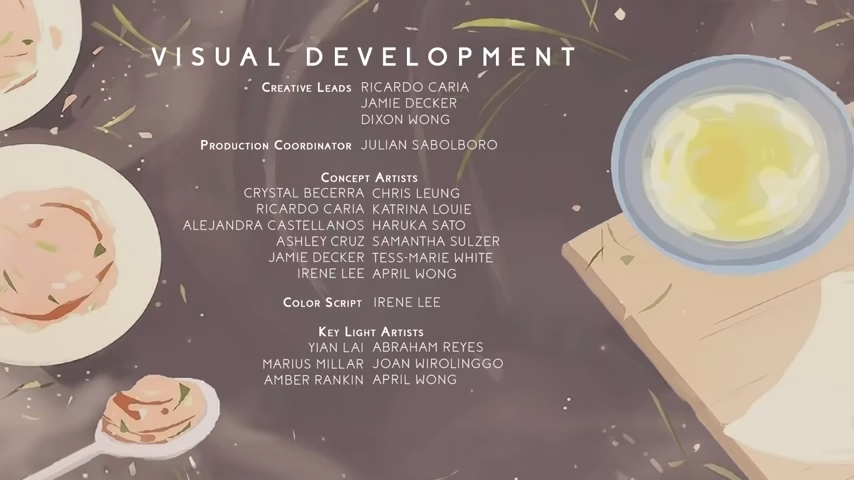 VISUAL DEVELOPMENT
CREATIVE LEADS RICARDO CARIA
JAMIE DECKER
DIXON WONG
PRODUCTION COORDINATOR JULIAN SABOLBORO
CONCEPT ARTISTS
CRYSTAL BECERRA CHRIS LEUNG
RICARDO CARIA KATRINA LOUIE
ALEJANDRA CASTELLANOS HARUKA SATO
ASHLEY CRUZ SAMANTHA SULZER
JAMIE DECKER TESS-MARIE WHITE
IRENE LEE APRIL WONG
COLOR SCRIPT IRENE LEE
KEY LIGHT ARTISTS
YIAN LAI ABRAHAM REYES
MARIUS MILLAR JOAN WIROLINGGO
AMBER RANKIN APRIL WONG